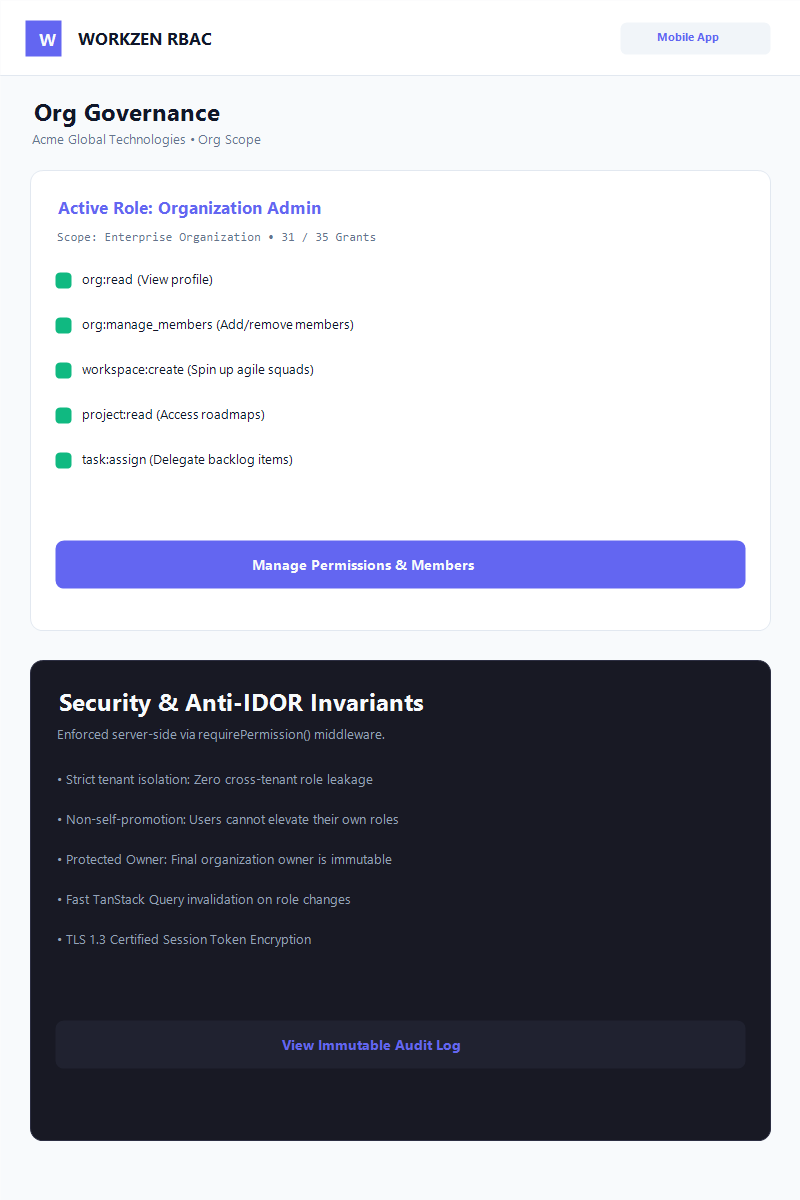 W WORKZEN RBAC
Mobile App
Org Governance
Acme Global Technologies • Org Scope
Active Role: Organization Admin
Scope: Enterprise Organization • 31 / 35 Grants
org:read (View profile)
org:manage_members (Add/remove members)
workspace:create (Spin up agile squads)
project:read (Access roadmaps)
task:assign (Delegate backlog items)
Manage Permissions & Members
Security & Anti-IDOR Invariants
Enforced server-side via requirePermission() middleware.
• Strict tenant isolation: Zero cross-tenant role leakage
• Non-self-promotion: Users cannot elevate their own roles
• Protected Owner: Final organization owner is immutable
• Fast TanStack Query invalidation on role changes
• TLS 1.3 Certified Session Token Encryption
View Immutable Audit Log